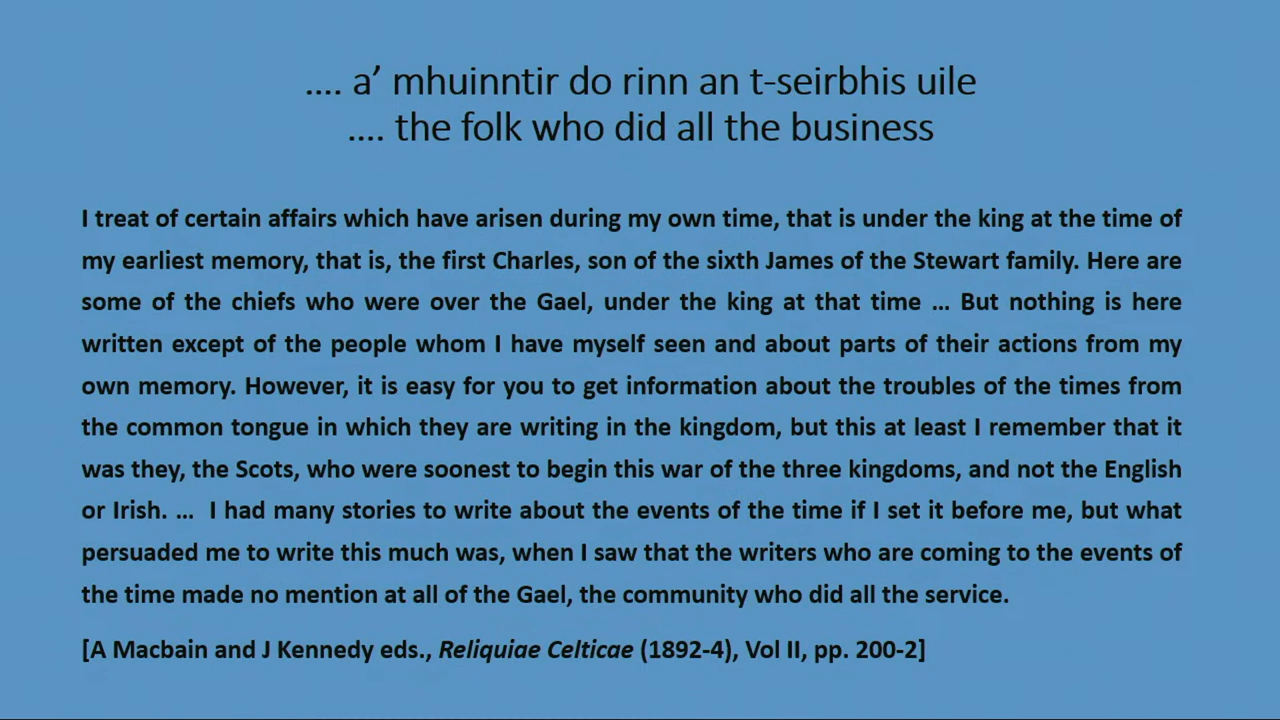 .... a’ mhuinntir do rinn an t-seirbhis uile
.... the folk who did all the business
I treat of certain affairs which have arisen during my own time, that is under the king at the time of
my earliest memory, that is, the first Charles, son of the sixth James of the Stewart family. Here are
some of the chiefs who were over the Gael, under the king at that time ... But nothing is here
written except of the people whom I have myself seen and about parts of their actions from my
own memory. However, it is easy for you to get information about the troubles of the times from
the common tongue in which they are writing in the kingdom, but this at least I remember that it
was they, the Scots, who were soonest to begin this war of the three kingdoms, and not the English
or Irish. ... I had many stories to write about the events of the time if I set it before me, but what
persuaded me to write this much was, when I saw that the writers who are coming to the events of
the time made no mention at all of the Gael, the community who did all the service.
[A Macbain and J Kennedy eds., Reliquiae Celticae (1892-4), Vol II, pp. 200-2]